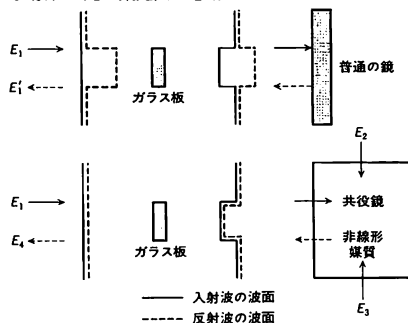 E₁
E₁′
ガラス板
普通の鏡
E₂
E₁
E₄
ガラス板
共役鏡
非線形
媒質
E₃
入射波の波面
反射波の波面